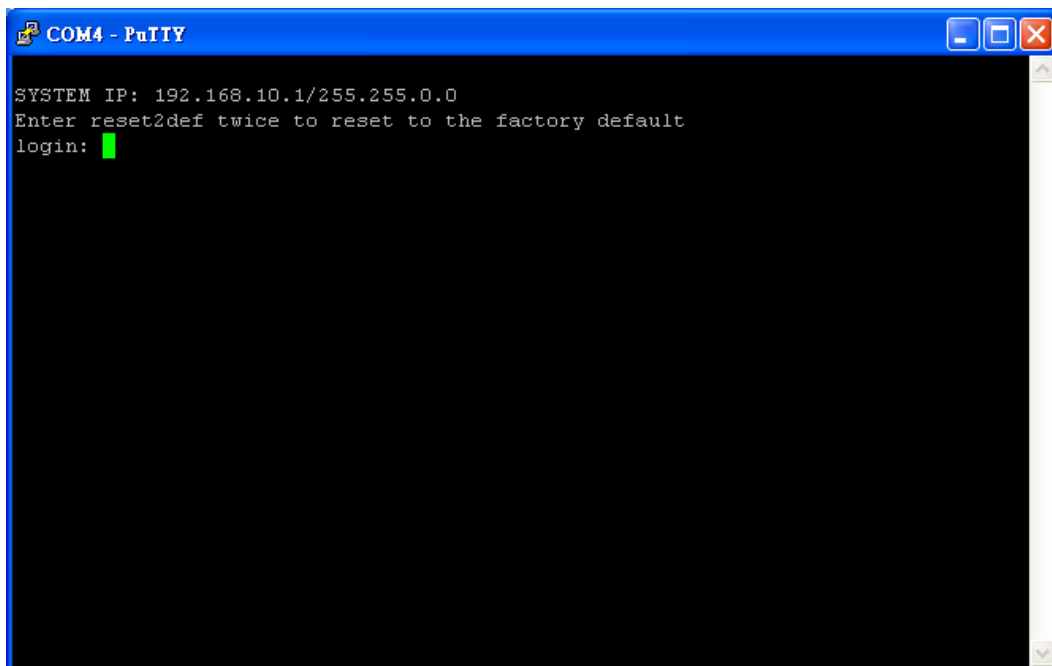 COM4 - PuTTY
SYSTEM IP: 192.168.10.1/255.255.0.0
Enter reset2def twice to reset to the factory default
login: